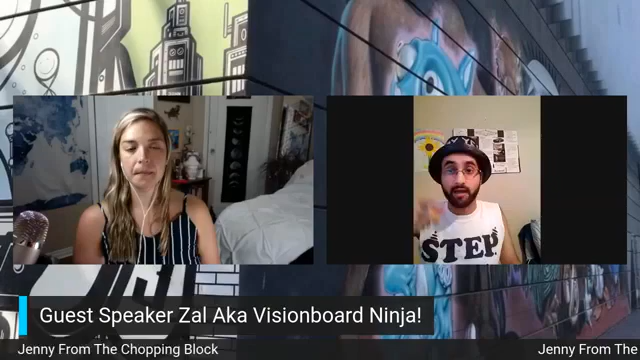 STEP.
Guest Speaker Zal Aka Visionboard Ninja!
Jenny From The Chopping Block
Jenny From The